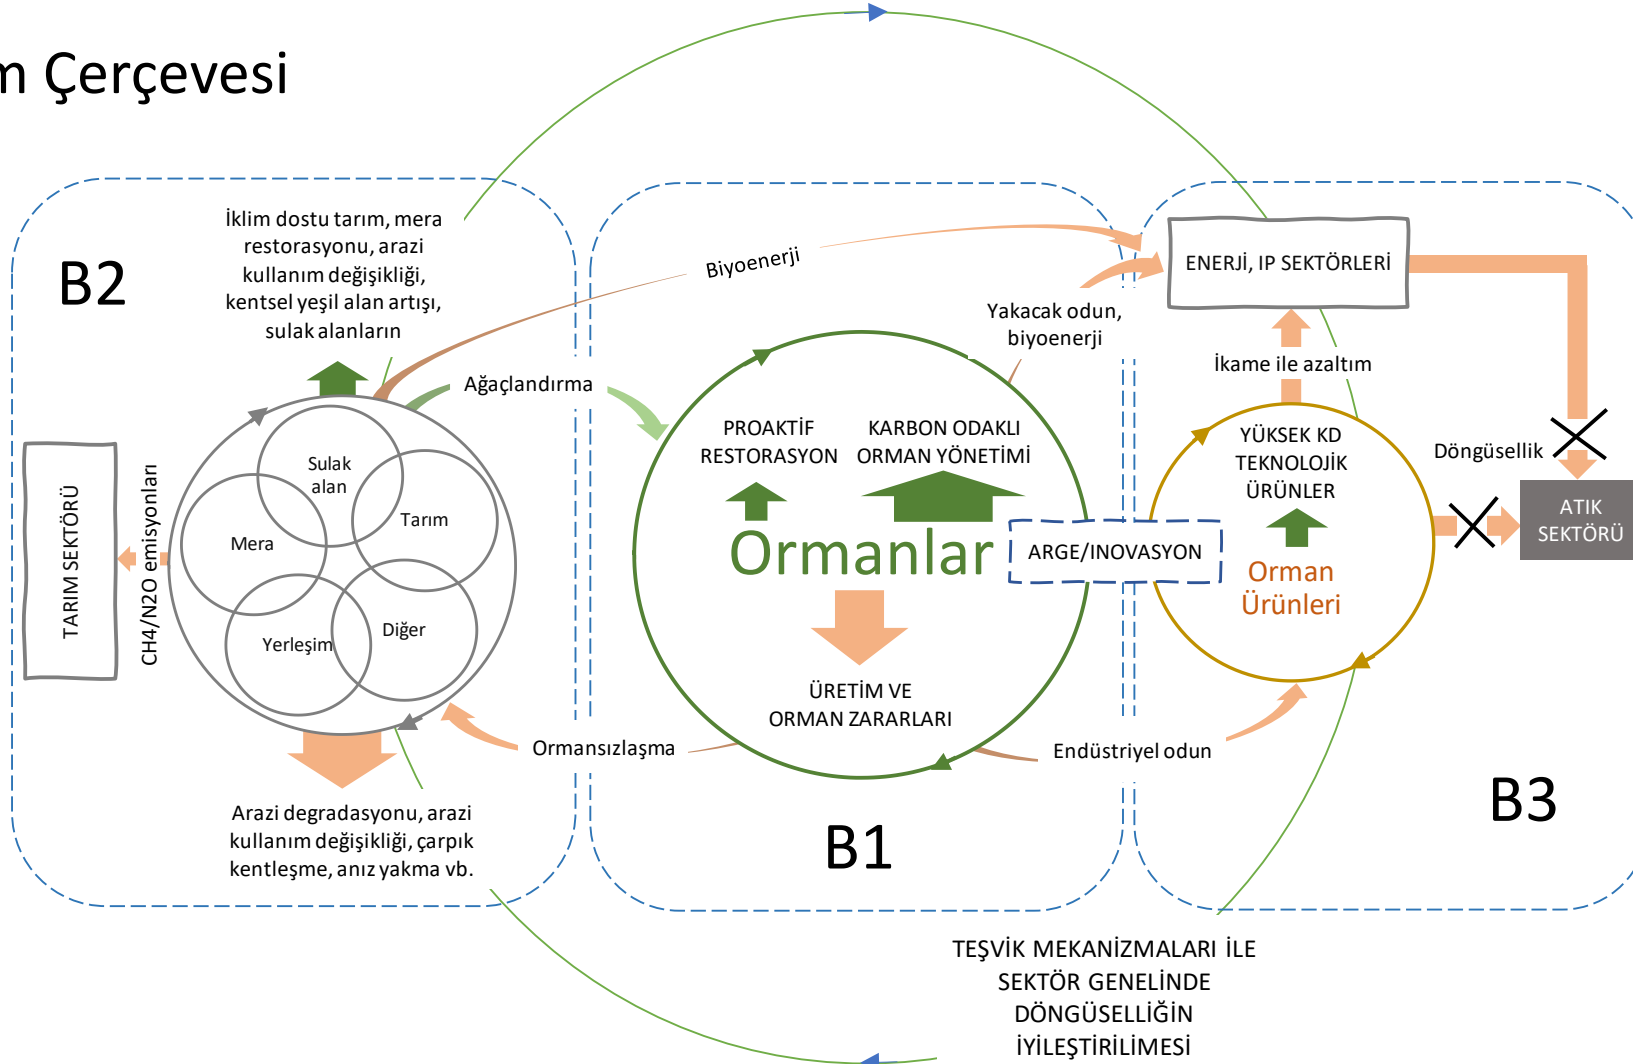 m Çerçevesi
B2
İklim dostu tarım, mera
restorasyonu, arazi
kullanım değişikliği,
kentsel yeşil alan artışı,
sulak alanların
Ağaçlandırma
Biyoenerji
TARIM SEKTÖRÜ
CH4/N2O emisyonları
Sulak
alan
Tarım
Mera
Yerleşim
Diğer
Ormansızlaşma
Arazi degradasyonu, arazi
kullanım değişikliği, çarpık
kentleşme, anız yakma vb.
Yakacak odun,
biyoenerji
PROAKTİF
RESTORASYON
KARBON ODAKLI
ORMAN YÖNETİMİ
Ormanlar
ÜRETİM VE
ORMAN ZARARLARI
B1
ARGE/INOVASYON
Endüstriyel odun
ENERJİ, IP SEKTÖRLERİ
İkame ile azaltım
YÜKSEK KD
TEKNOLOJİK
ÜRÜNLER
Orman
Ürünleri
Döngüsellik
ATIK
SEKTÖRÜ
B3
TEŞVİK MEKANİZMALARI İLE
SEKTÖR GENELİNDE
DÖNGÜSELLİĞİN
İYİLEŞTİRİLİMESİ